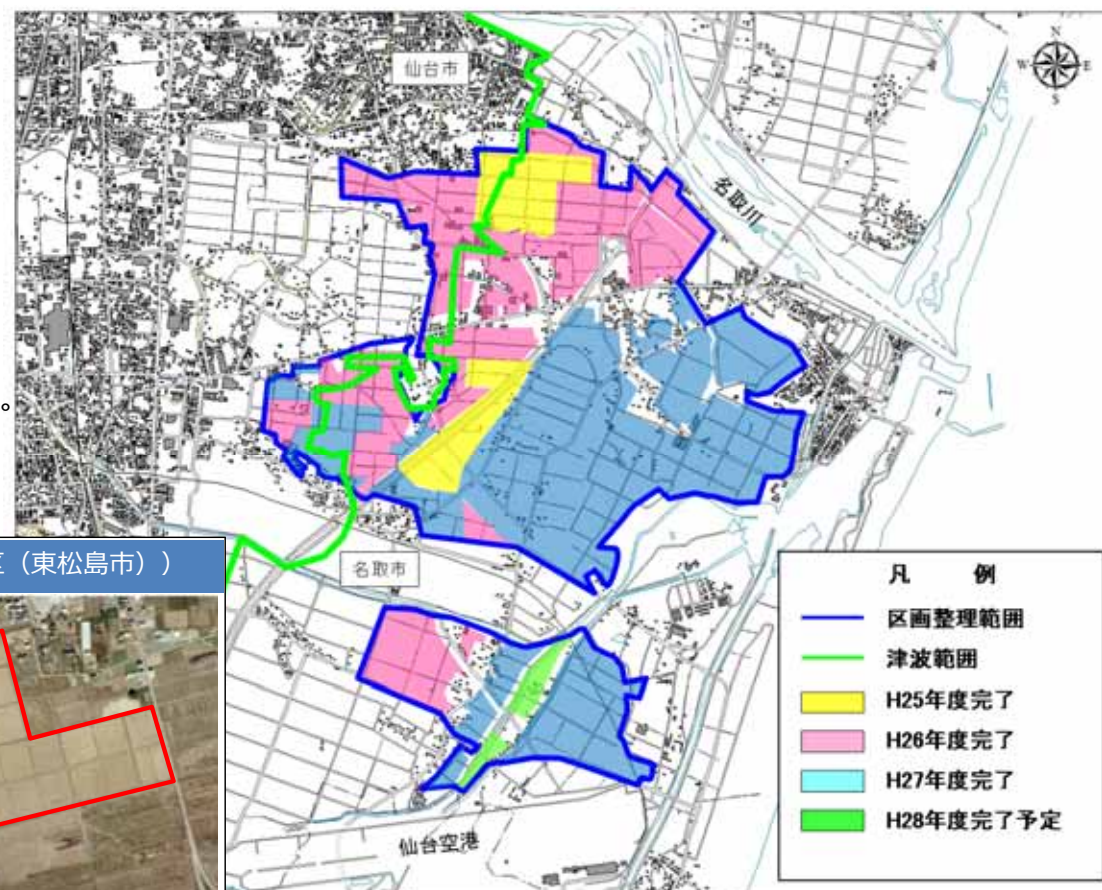 仙台市
N
W E
S
名取川
。
名取市
区（東松島市））
凡　例
区画整理範囲
津波範囲
H25年度完了
H26年度完了
H27年度完了
H28年度完了予定
仙台空港